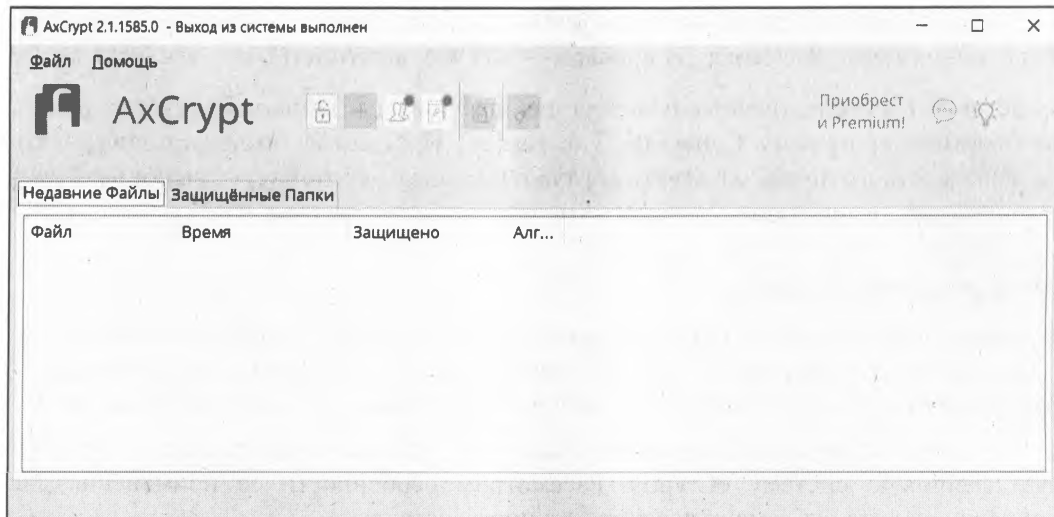 AxCrypt 2.1.1585.0 - Выход из системы выполнен
Файл Помощь
AxCrypt
Приобрест
и Premium!
Недавние Файлы Защищённые Папки
Файл Время Защищено Алг...